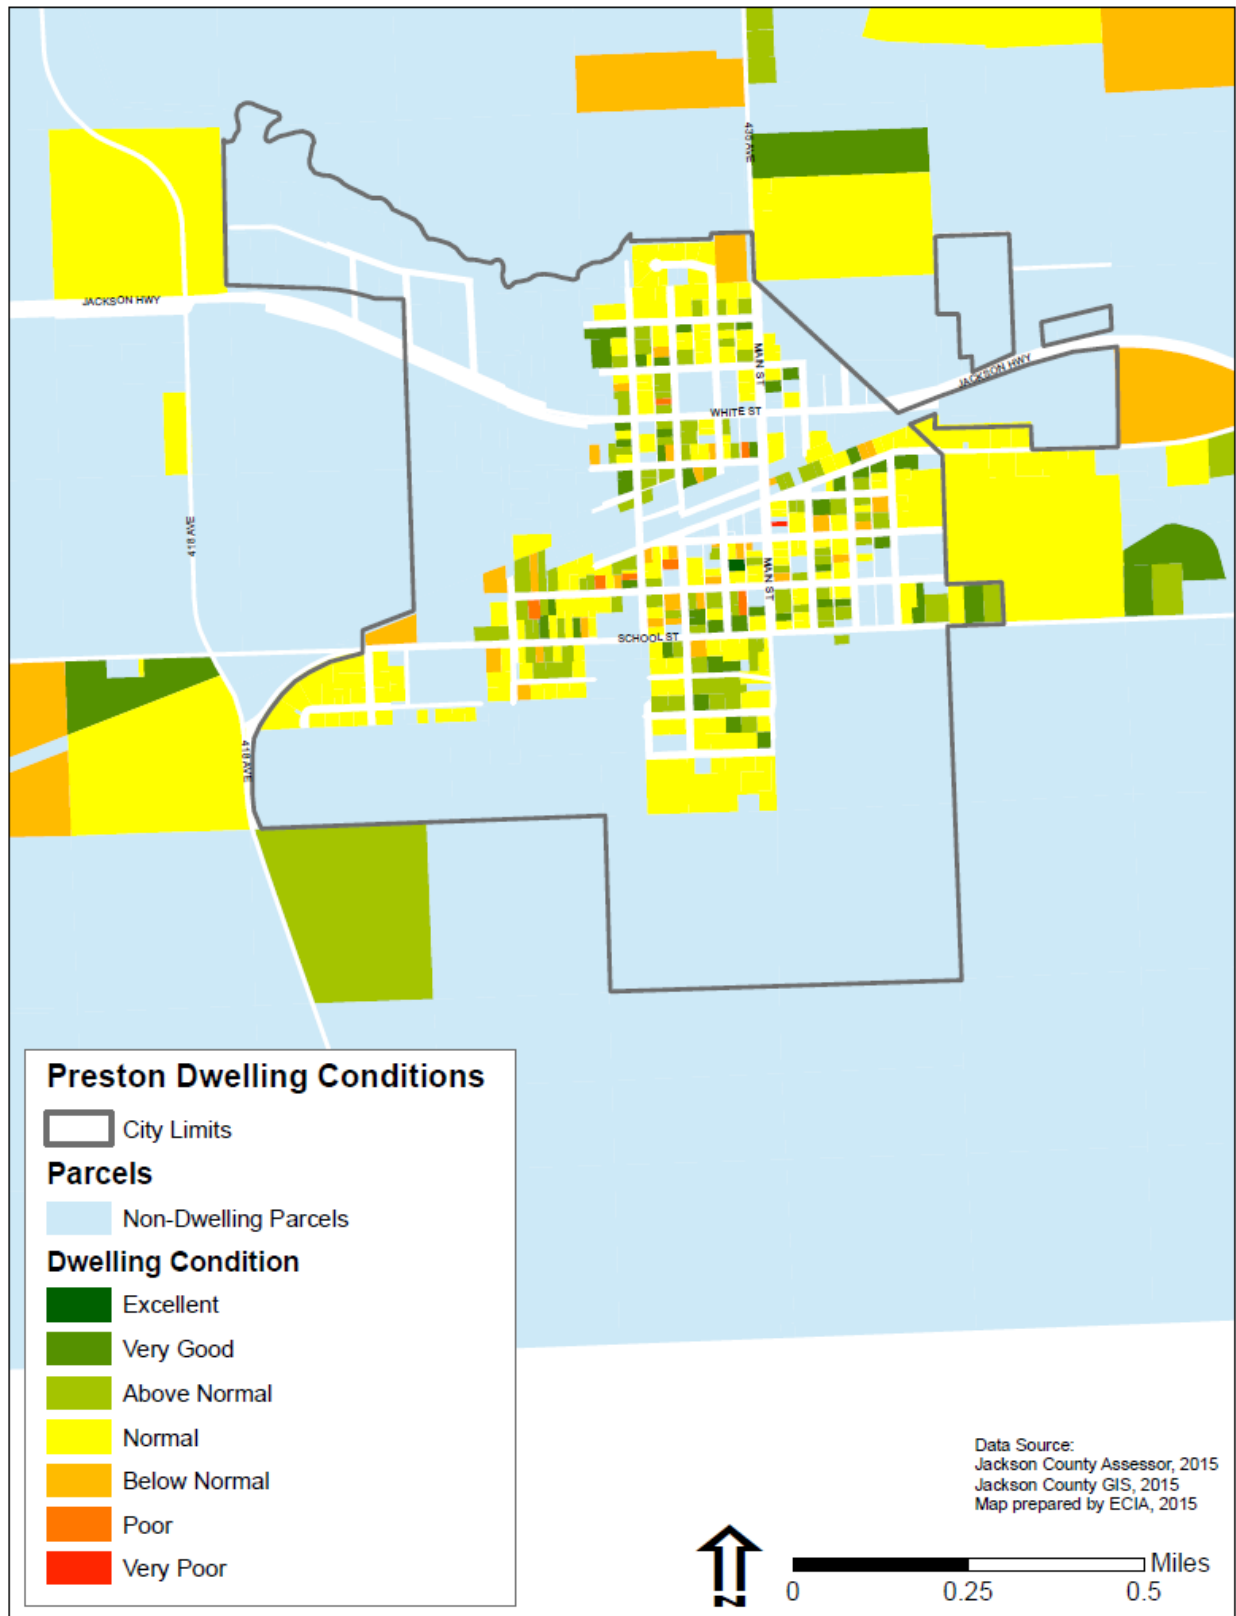 436 AVE
JACKSON HWY
MAIN ST
JACKSON HWY
WHITE ST
418 AVE
MAIN ST
SCHOOL ST
418 AVE
Preston Dwelling Conditions
City Limits
Parcels
Non-Dwelling Parcels
Dwelling Condition
Excellent
Very Good
Above Normal
Normal
Below Normal
Poor
Very Poor
Data Source:
Jackson County Assessor, 2015
Jackson County GIS, 2015
Map prepared by ECIA, 2015
N
Miles
0 0.25 0.5